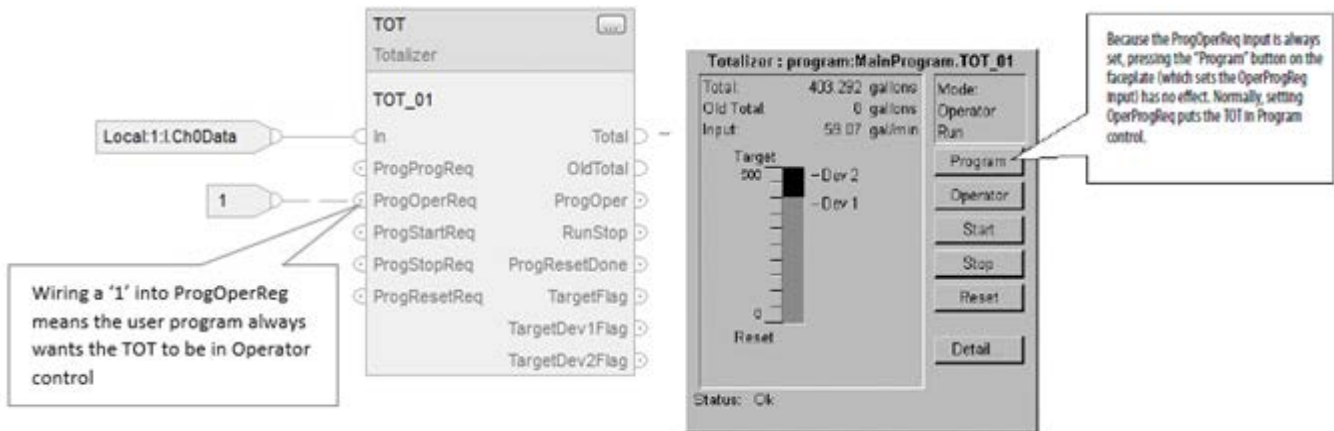 TOT
...
Totalizer
TOT_01
Local:1:I.Ch0Data
In
Total
ProgProgReq
OldTotal
1
ProgOperReq
ProgOper
ProgStartReq
RunStop
ProgStopReq
ProgResetDone
ProgResetReq
TargetFlag
TargetDev1Flag
TargetDev2Flag
Wiring a ‘1’ into ProgOperReg
means the user program always
wants the TOT to be in Operator
control
Totalizer : program:MainProgram.TOT_01
Total: 403.292 gallons
Old Total 0 gallons
Input: 59.07 gal/min
Mode:
Operator
Run
Target
500
Dev 2
Dev 1
0
Reset
Program
Operator
Start
Stop
Reset
Detail
Status: Ok
Because the ProgOperReq input is always
set, pressing the “Program” button on the
faceplate (which sets the OperProgReg
input) has no effect. Normally, setting
OperProgReq puts the TOT in Program
control.